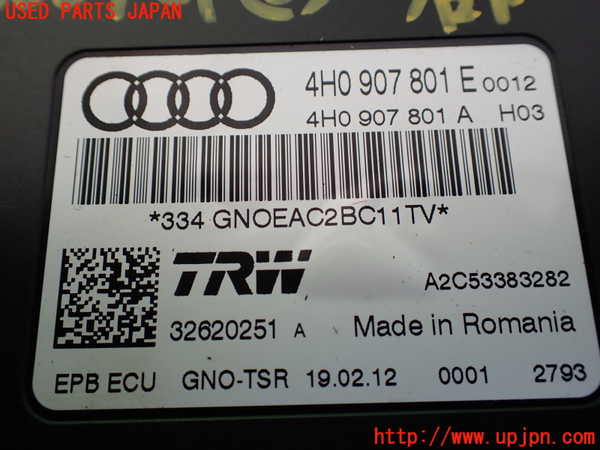 USED PARTS JAPAN
4H0 907 801 E 0012
4H0 907 801 A H03
*334 GNOEAC2BC11TV*
TRW
A2C53383282
32620251 A Made in Romania
EPB ECU GNO-TSR 19.02.12 0001 2793
http://www.upjpn.com/